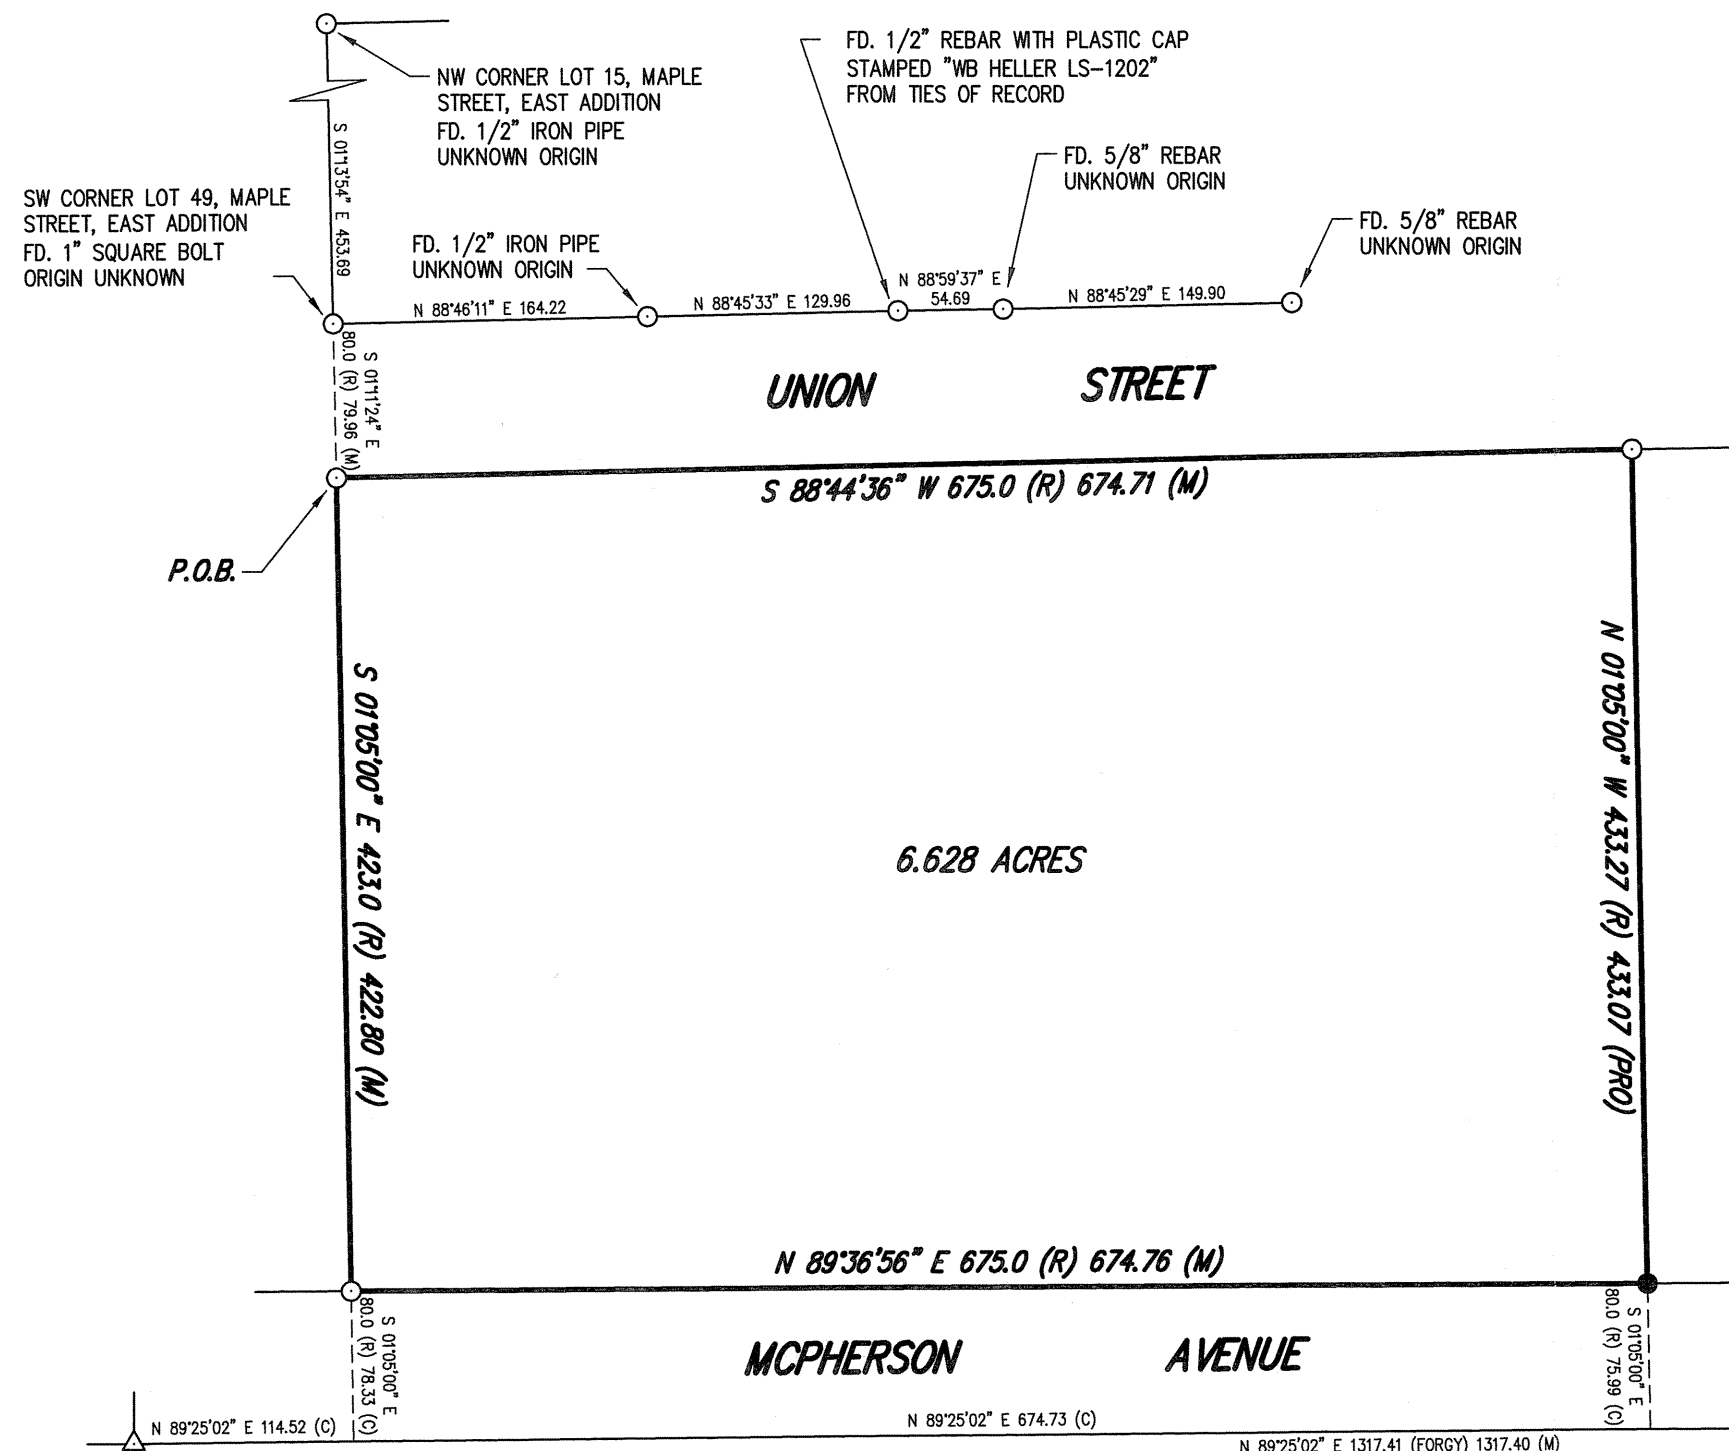 NW CORNER LOT 15, MAPLE
STREET, EAST ADDITION
FD. 1/2" IRON PIPE
UNKNOWN ORIGIN
FD. 1/2" REBAR WITH PLASTIC CAP
STAMPED "WB HELLER LS-1202"
FROM TIES OF RECORD
FD. 5/8" REBAR
UNKNOWN ORIGIN
FD. 5/8" REBAR
UNKNOWN ORIGIN
S 01°13'54" E 453.69
SW CORNER LOT 49, MAPLE
STREET, EAST ADDITION
FD. 1" SQUARE BOLT
ORIGIN UNKNOWN
FD. 1/2" IRON PIPE
UNKNOWN ORIGIN
N 88°46'11" E 164.22
N 88°45'33" E 129.96
N 88°59'37" E
54.69
N 88°45'29" E 149.90
S 01°11'24" E
80.0 (R) 79.96 (M)
UNION STREET
S 88°44'36" W 675.0 (R) 674.71 (M)
P.O.B.
S 01°05'00" E 423.0 (R) 422.80 (M)
N 01°05'00" W 433.27 (R) 433.07 (PRO)
6.628 ACRES
N 89°36'56" E 675.0 (R) 674.76 (M)
S 01°05'00" E
80.0 (R) 78.33 (C)
MCPHERSON AVENUE
S 01°05'00" E
80.0 (R) 75.99 (C)
N 89°25'02" E 114.52 (C)
N 89°25'02" E 674.73 (C)
N 89°25'02" E 1317.41 (FORGY) 1317.40 (M)